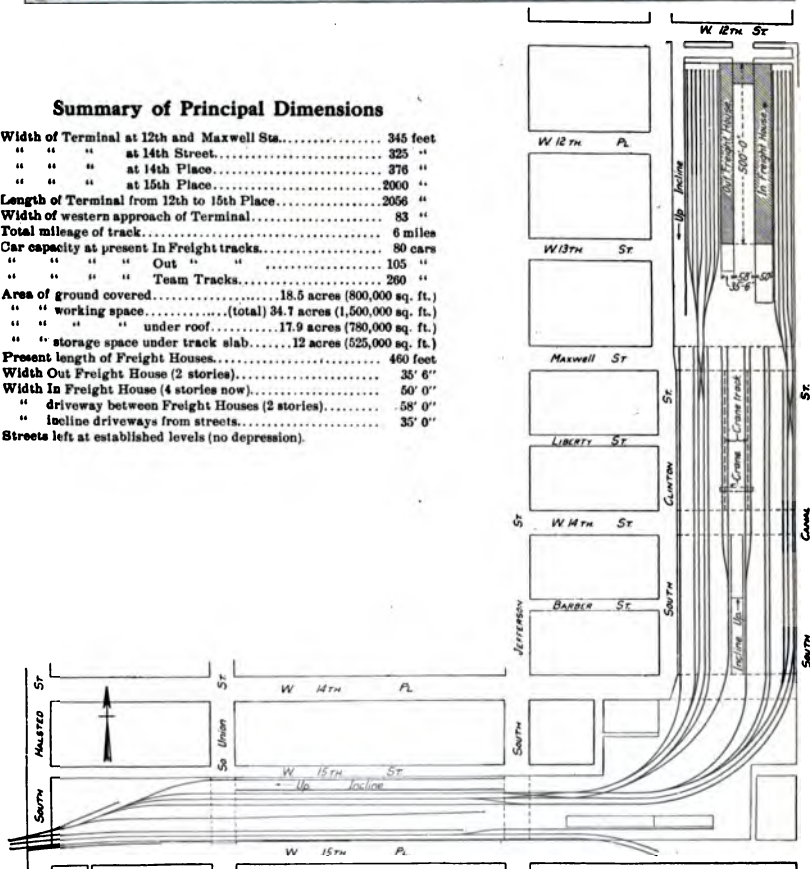 Summary of Principal Dimensions
Width of Terminal at 12th and Maxwell Sts................. 345 feet
“ “ “ at 14th Street........................ 325 “
“ “ “ at 14th Place........................ 376 “
“ “ “ at 15th Place........................2000 “
Length of Terminal from 12th to 15th Place...............2056 “
Width of western approach of Terminal.................... 83 “
Total mileage of track................................... 6 miles
Car capacity at present In Freight tracks................ 80 cars
“ “ “ “ Out “ “ ................ 105 “
“ “ “ “ Team Tracks................ 260 “
Area of ground covered......................18.5 acres (800,000 sq. ft.)
“ “ working space..............(total) 34.7 acres (1,500,000 sq. ft.)
“ “ “ “ under roof.............17.9 acres (780,000 sq. ft.)
“ “ storage space under track slab.....12 acres (525,000 sq. ft.)
Present length of Freight Houses....................... 460 feet
Width Out Freight House (2 stories).................... 35' 6''
Width In Freight House (4 stories now).................. 50' 0''
“ driveway between Freight Houses (2 stories)......... 58' 0''
“ incline driveways from streets...................... 35' 0''
Streets left at established levels (no depression).
W. 12TH ST
W 12TH PL
W.13TH ST.
MAXWELL ST
LIBERTY ST.
W 14TH ST
BARBER ST.
Up Incline
Out Freight House
500'-0"
In Freight House
35'-6"
58'
50'
Crane track
Crane
Incline Up
SOUTH CLINTON ST.
SOUTH CANAL ST.
SOUTH JEFFERSON ST
SOUTH HALSTED ST
So Union ST.
W 14TH PL
W 15TH ST.
Up Incline
W 15TH PL